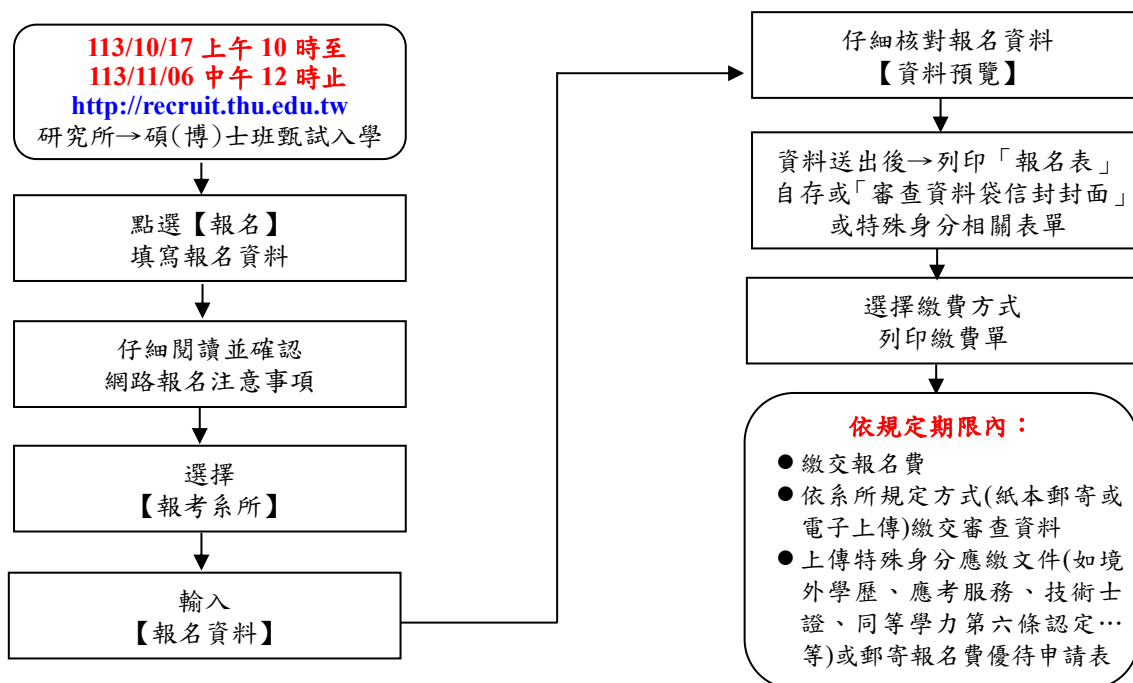 113/10/17 上午 10 時至
113/11/06 中午 12 時止
http://recruit.thu.edu.tw
研究所→碩(博)士班甄試入學
點選【報名】
填寫報名資料
仔細閱讀並確認
網路報名注意事項
選擇
【報考系所】
輸入
【報名資料】
仔細核對報名資料
【資料預覽】
資料送出後→列印「報名表」
自存或「審查資料袋信封封面」
或特殊身分相關表單
選擇繳費方式
列印繳費單
依規定期限內：
● 繳交報名費
● 依系所規定方式(紙本郵寄或
電子上傳)繳交審查資料
● 上傳特殊身分應繳文件(如境
外學歷、應考服務、技術士
證、同等學力第六條認定…
等)或郵寄報名費優待申請表